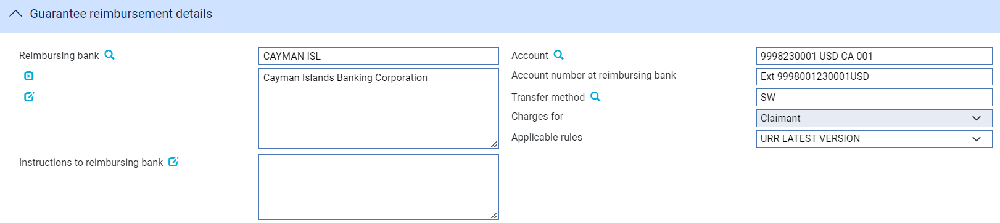 Guarantee reimbursement details
Reimbursing bank
CAYMAN ISL
Cayman Islands Banking Corporation
Instructions to reimbursing bank
Account
9998230001 USD CA 001
Account number at reimbursing bank
Ext 9998001230001USD
Transfer method
SW
Charges for
Claimant
Applicable rules
URR LATEST VERSION